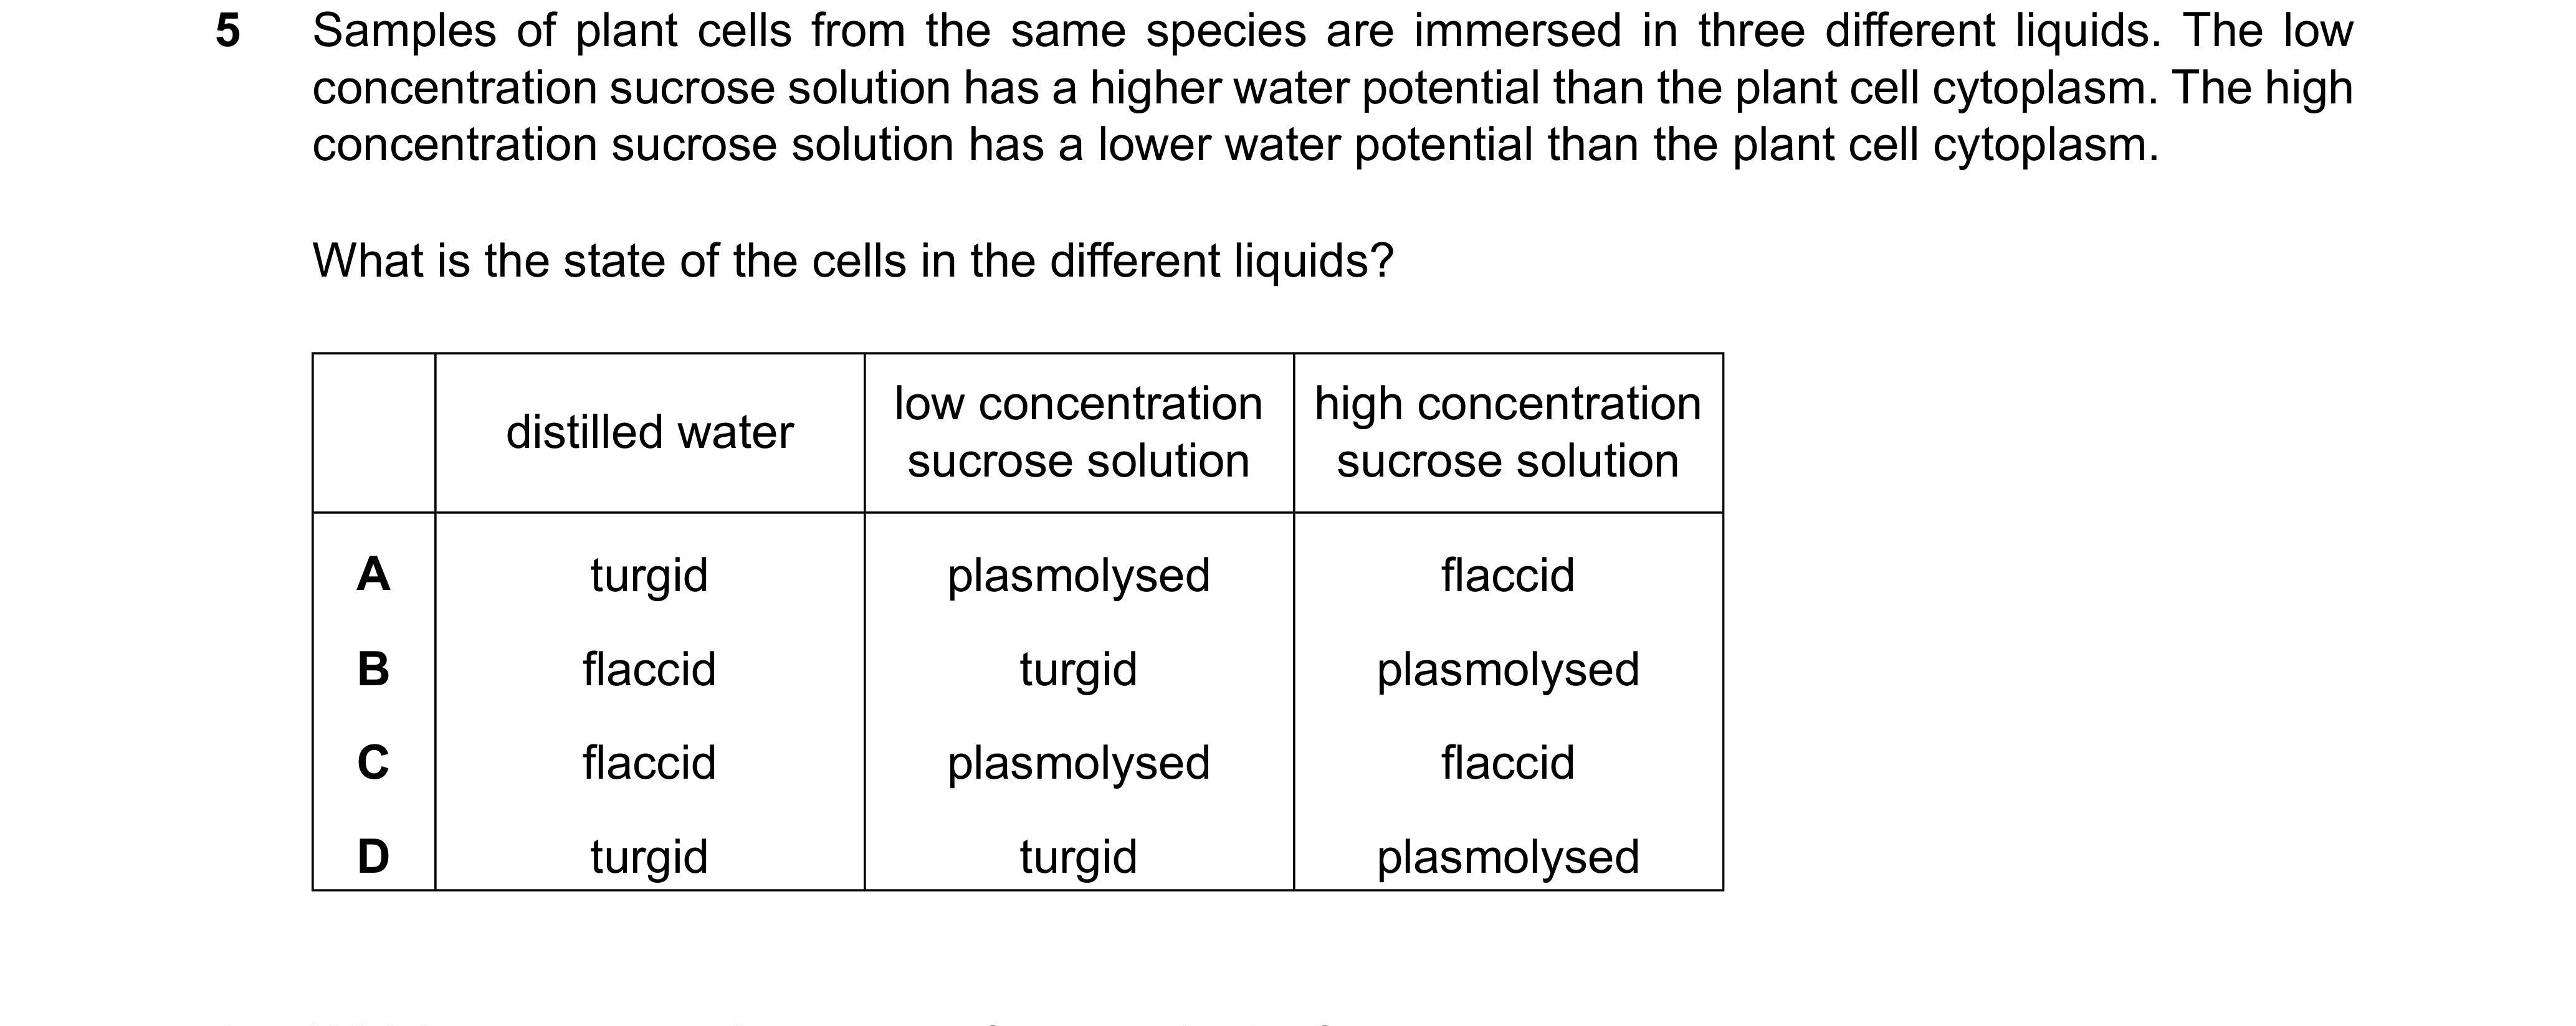 5 Samples of plant cells from the same species are immersed in three different liquids. The low
concentration sucrose solution has a higher water potential than the plant cell cytoplasm. The high
concentration sucrose solution has a lower water potential than the plant cell cytoplasm.
What is the state of the cells in the different liquids?
distilled water
low concentration
sucrose solution
high concentration
sucrose solution
A turgid plasmolysed flaccid
B flaccid turgid plasmolysed
C flaccid plasmolysed flaccid
D turgid turgid plasmolysed